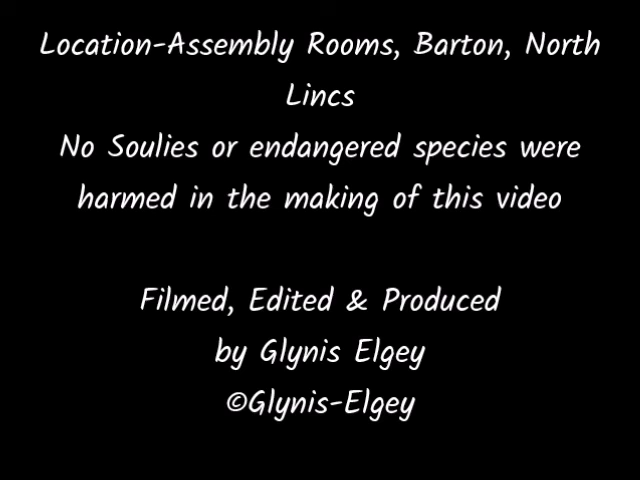 Location-Assembly Rooms, Barton, North
Lincs
No Soulies or endangered species were
harmed in the making of this video
Filmed, Edited & Produced
by Glynis Elgey
©Glynis-Elgey